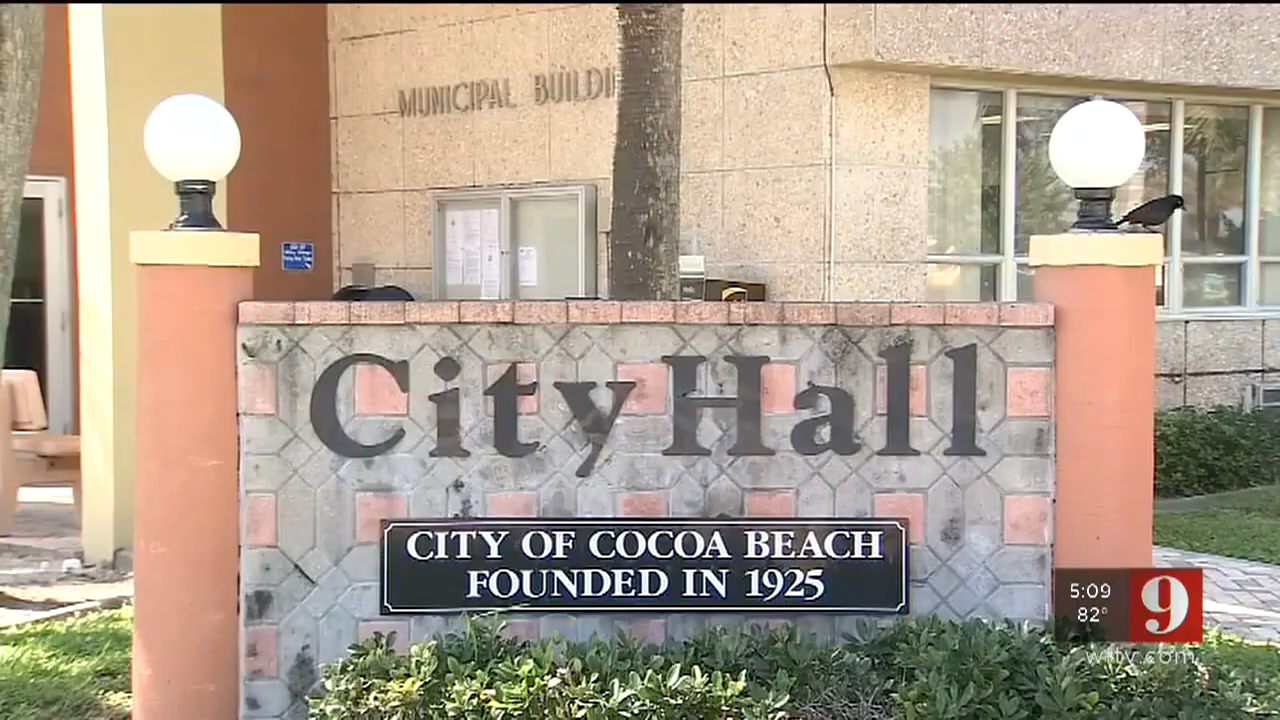 MUNICIPAL BUILDI
City Hall
CITY OF COCOA BEACH
FOUNDED IN 1925
5:09
82°
9
wftv.com